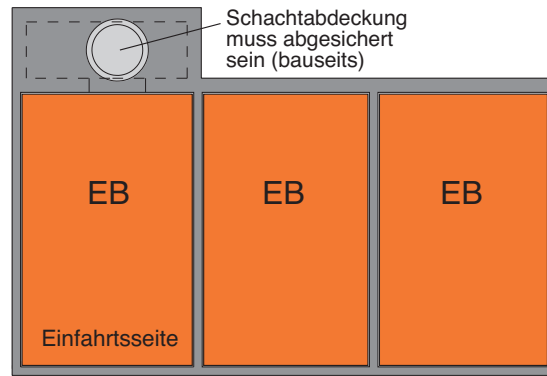 Schachtabdeckung
muss abgesichert
sein (bauseits)
EB
EB
EB
Einfahrtsseite